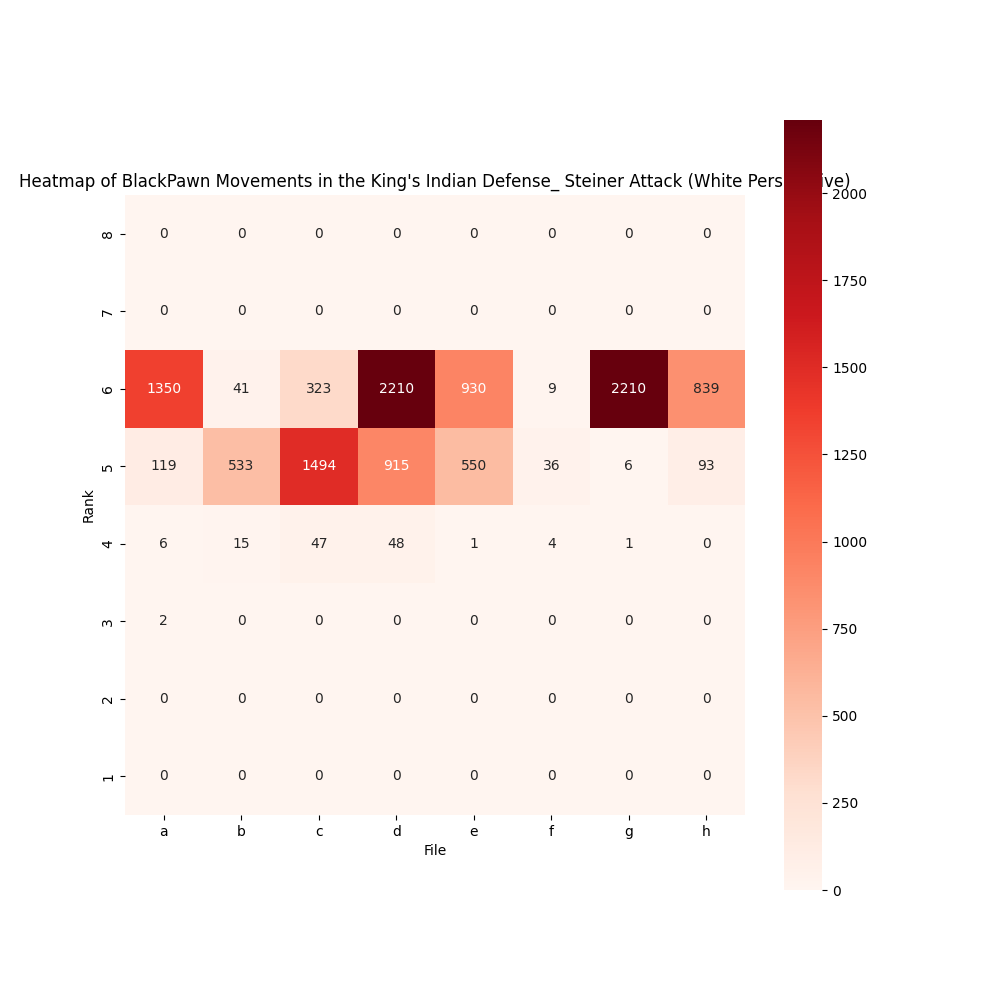 Heatmap of BlackPawn Movements in the King's Indian Defense_ Steiner Attack (White Pers ive)
2000
1750
1500
1250
1000
750
500
250
0
8 0 0 0 0 0 0 0 0
7 0 0 0 0 0 0 0 0
6 1350 41 323 2210 930 9 2210 839
5 119 533 1494 915 550 36 6 93
4 6 15 47 48 1 4 1 0
3 2 0 0 0 0 0 0 0
2 0 0 0 0 0 0 0 0
1 0 0 0 0 0 0 0 0
Rank
a b c d e f g h
File